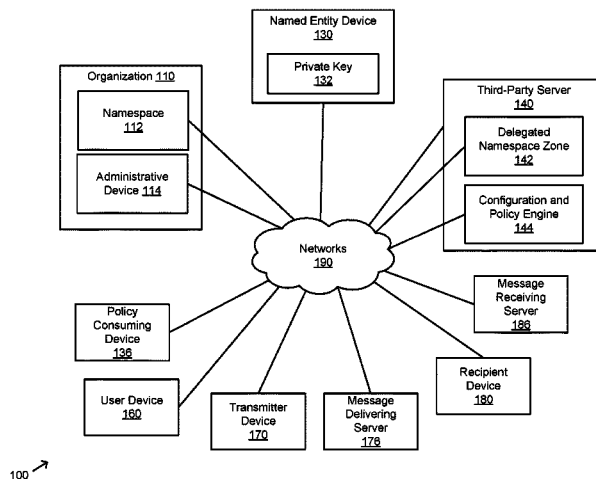 Named Entity Device
130
Private Key
132
Organization 110
Namespace
112
Administrative Device
114
Third-Party Server
140
Delegated
Namespace Zone
142
Configuration and
Policy Engine
144
Networks
190
Message
Receiving Server
186
Policy
Consuming Device
136
Recipient
Device
180
User Device
160
Transmitter
Device
170
Message
Delivering Server
176
100